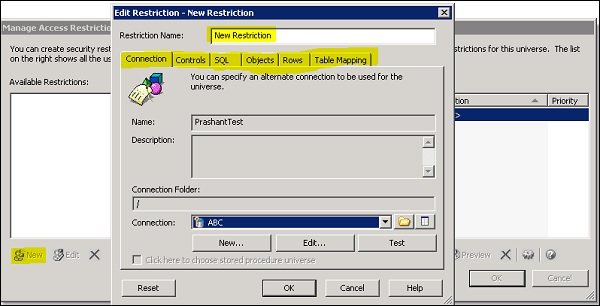 Edit Restriction - New Restriction
Manage Access Restriction
Restriction Name: New Restriction
You can create security rest
strictions for this universe. The list
on the right shows all the us
Connection Controls SQL Objects Rows Table Mapping
Available Restrictions:
You can specify an alternate connection to be used for the
universe.
Priority
Name: PrashantTest
Description:
Connection Folder:
/
Connection: ABC
New... Edit... Test
New Edit
Preview
Click here to choose stored procedure universe
Reset OK Cancel Help
OK Cancel